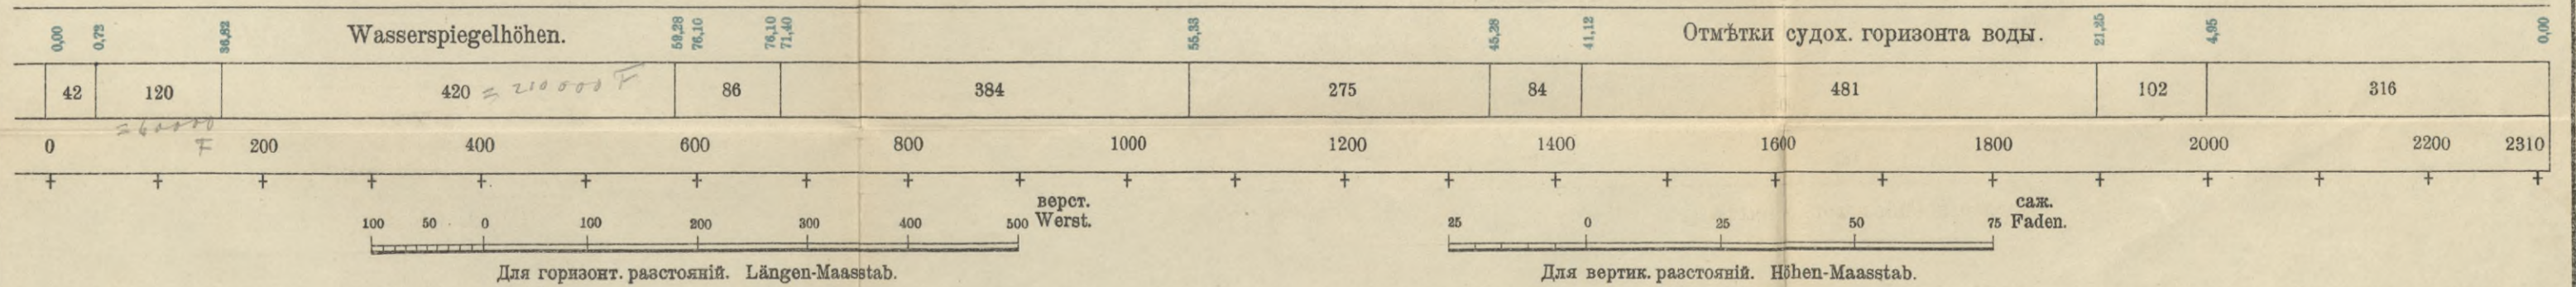 0,00 0,72 36,82 Wasserspiegelhöhen. 59,28 76,10 76,10 71,40 55,33 45,28 41,12 Отмѣтки судох. горизонта воды. 21,25 4,95 0,00
42 120 420 = 210000 F 86 384 275 84 481 102 316
= 60000
F
0 200 400 600 800 1000 1200 1400 1600 1800 2000 2200 2310
верст. саж.
100 50 0 100 200 300 400 500 Werst. 25 0 25 50 75 Faden.
Для горизонт. разстояній. Längen-Maasstab. Для вертик. разстояній. Höhen-Maasstab.